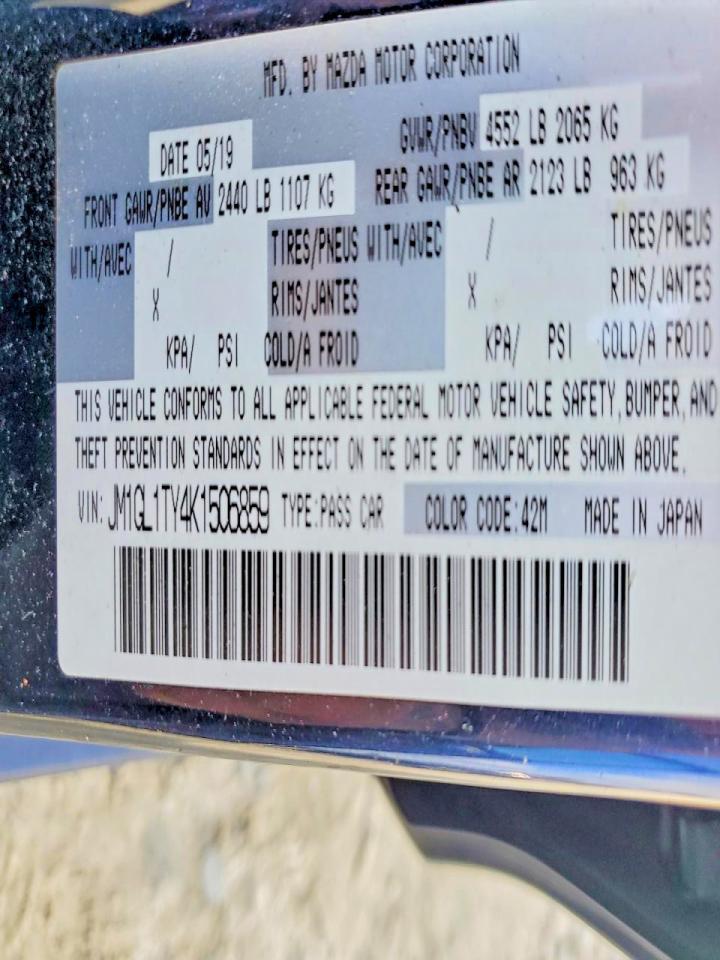 MFD. BY MAZDA MOTOR CORPORATION
DATE 05/19 GVWR/PNBV 4552 LB 2065 KG
FRONT GAWR/PNBE AV 2440 LB 1107 KG REAR GAWR/PNBE AR 2123 LB 963 KG
WITH/AVEC / TIRES/PNEUS WITH/AVEC / TIRES/PNEUS
X RIMS/JANTES X RIMS/JANTES
KPA/ PSI COLD/A FROID KPA/ PSI COLD/A FROID
THIS VEHICLE CONFORMS TO ALL APPLICABLE FEDERAL MOTOR VEHICLE SAFETY, BUMPER, AND
THEFT PREVENTION STANDARDS IN EFFECT ON THE DATE OF MANUFACTURE SHOWN ABOVE.
VIN: JM1GL1TY4K1506859 TYPE:PASS CAR COLOR CODE:42M MADE IN JAPAN